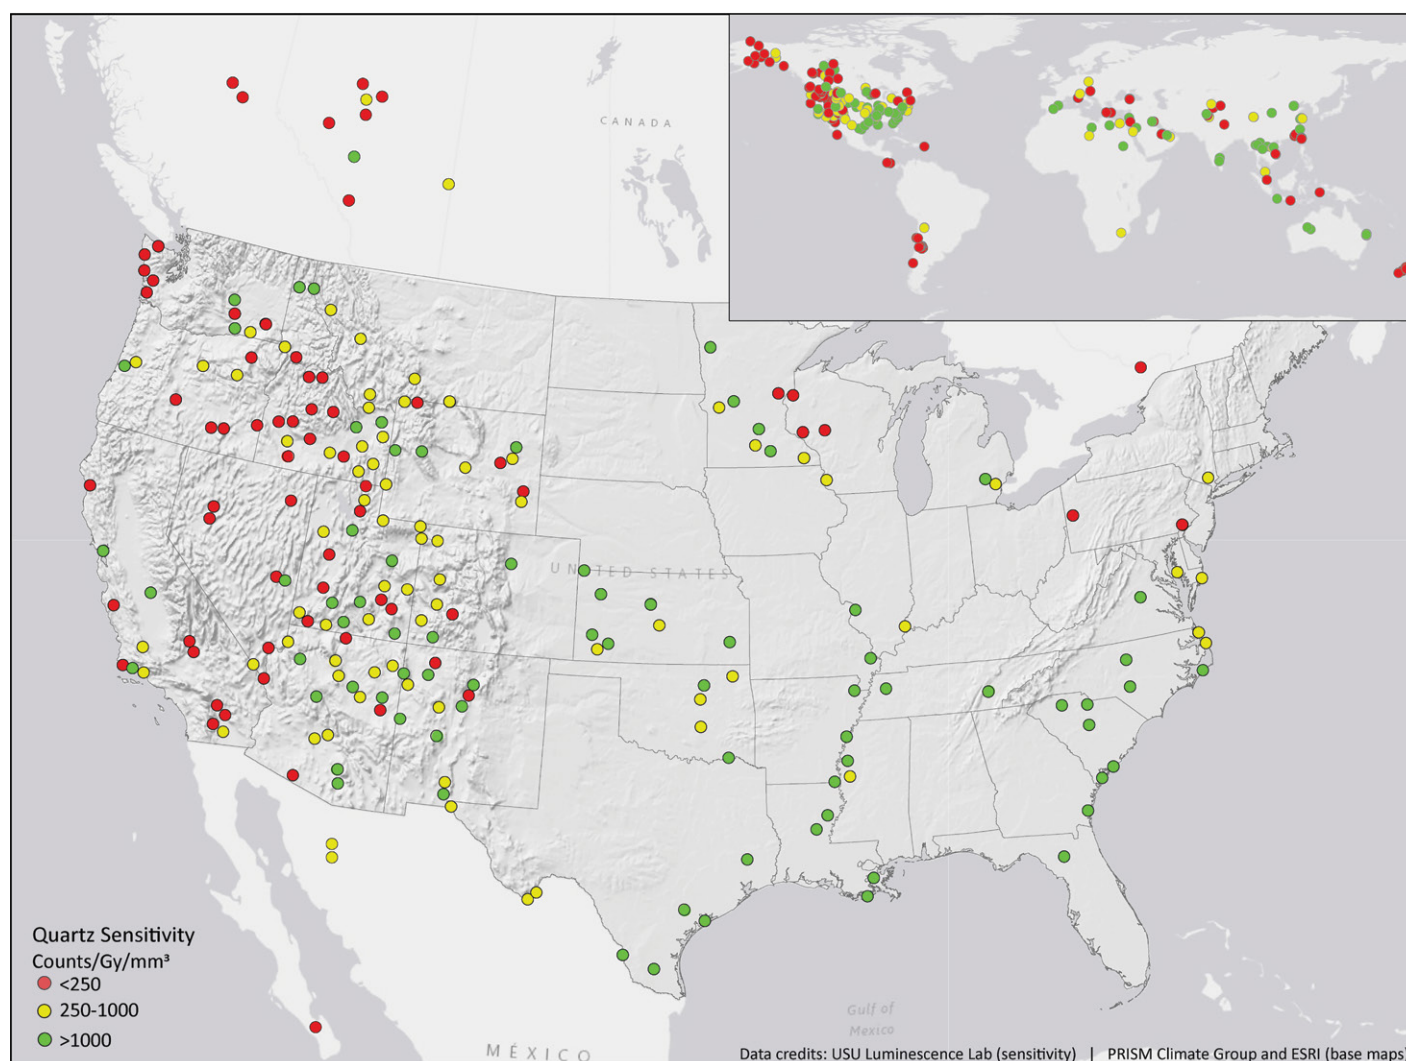 CANADA
UNITED STATES
Quartz Sensitivity
Counts/Gy/mm³
<250
250-1000
>1000
Gulf of
Mexico
MÉXICO
Data credits: USU Luminescence Lab (sensitivity) | PRISM Climate Group and ESRI (base maps)